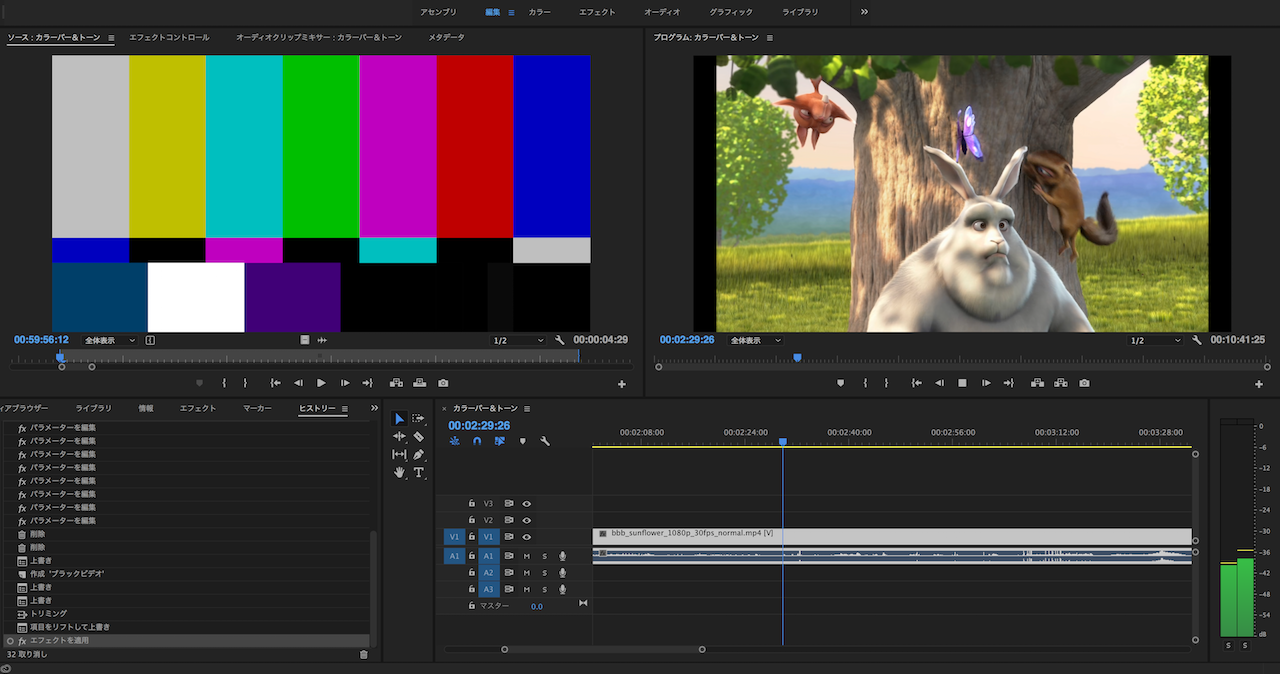 アセンブリ
編集
カラー
エフェクト
オーディオ
グラフィック
ライブラリ
ソース : カラーバー＆トーン
エフェクトコントロール
オーディオクリップミキサー : カラーバー＆トーン
メタデータ
プログラム: カラーバー＆トーン
00:59:56:12
全体表示
1/2
00:00:04:29
00:02:29:26
全体表示
1/2
00:10:41:25
ィアブラウザー
ライブラリ
情報
エフェクト
マーカー
ヒストリー
fx パラメーターを編集
fx パラメーターを編集
fx パラメーターを編集
fx パラメーターを編集
fx パラメーターを編集
fx パラメーターを編集
fx パラメーターを編集
fx パラメーターを編集
削除
削除
上書き
作成 'ブラックビデオ'
上書き
上書き
トリミング
項目をリフトして上書き
fx エフェクトを適用
32 取り消し
T
× カラーバー＆トーン
00:02:29:26
00:02:08:00
00:02:24:00
00:02:40:00
00:02:56:00
00:03:12:00
00:03:28:00
V3
V2
V1 V1
bbb_sunflower_1080p_30fps_normal.mp4 [V]
A1 A1 M S
A2 M S
A3 M S
マスター 0.0
0
-6
-12
-18
-24
-30
-36
-42
-48
-54
dB
S S